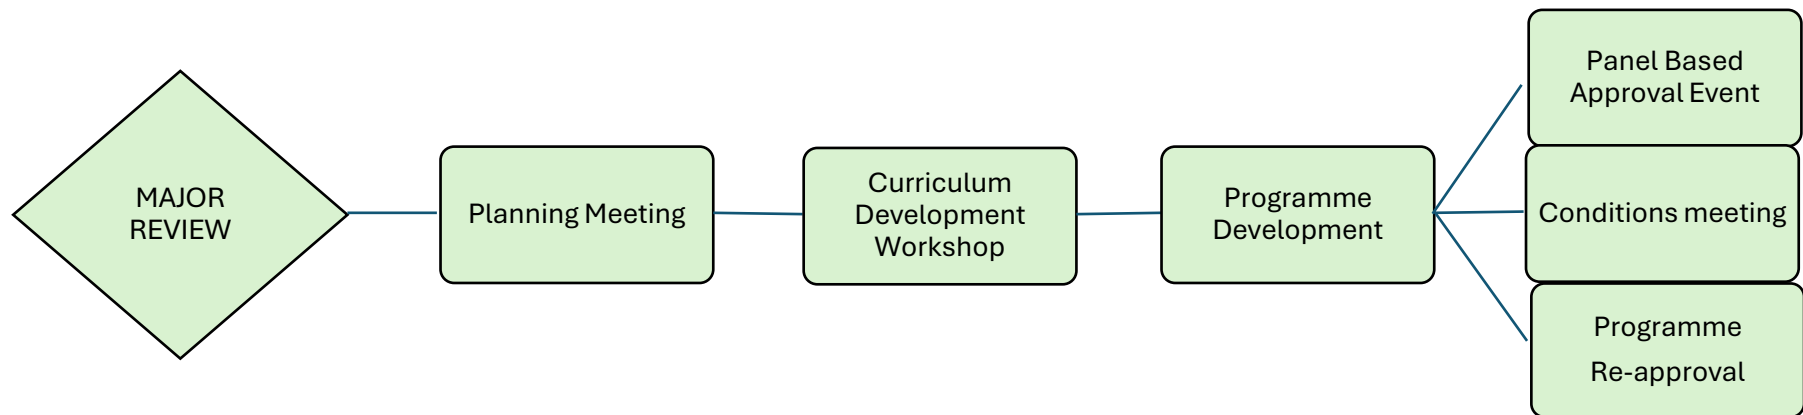 MAJOR
REVIEW
Planning Meeting
Curriculum
Development
Workshop
Programme
Development
Panel Based
Approval Event
Conditions meeting
Programme
Re-approval